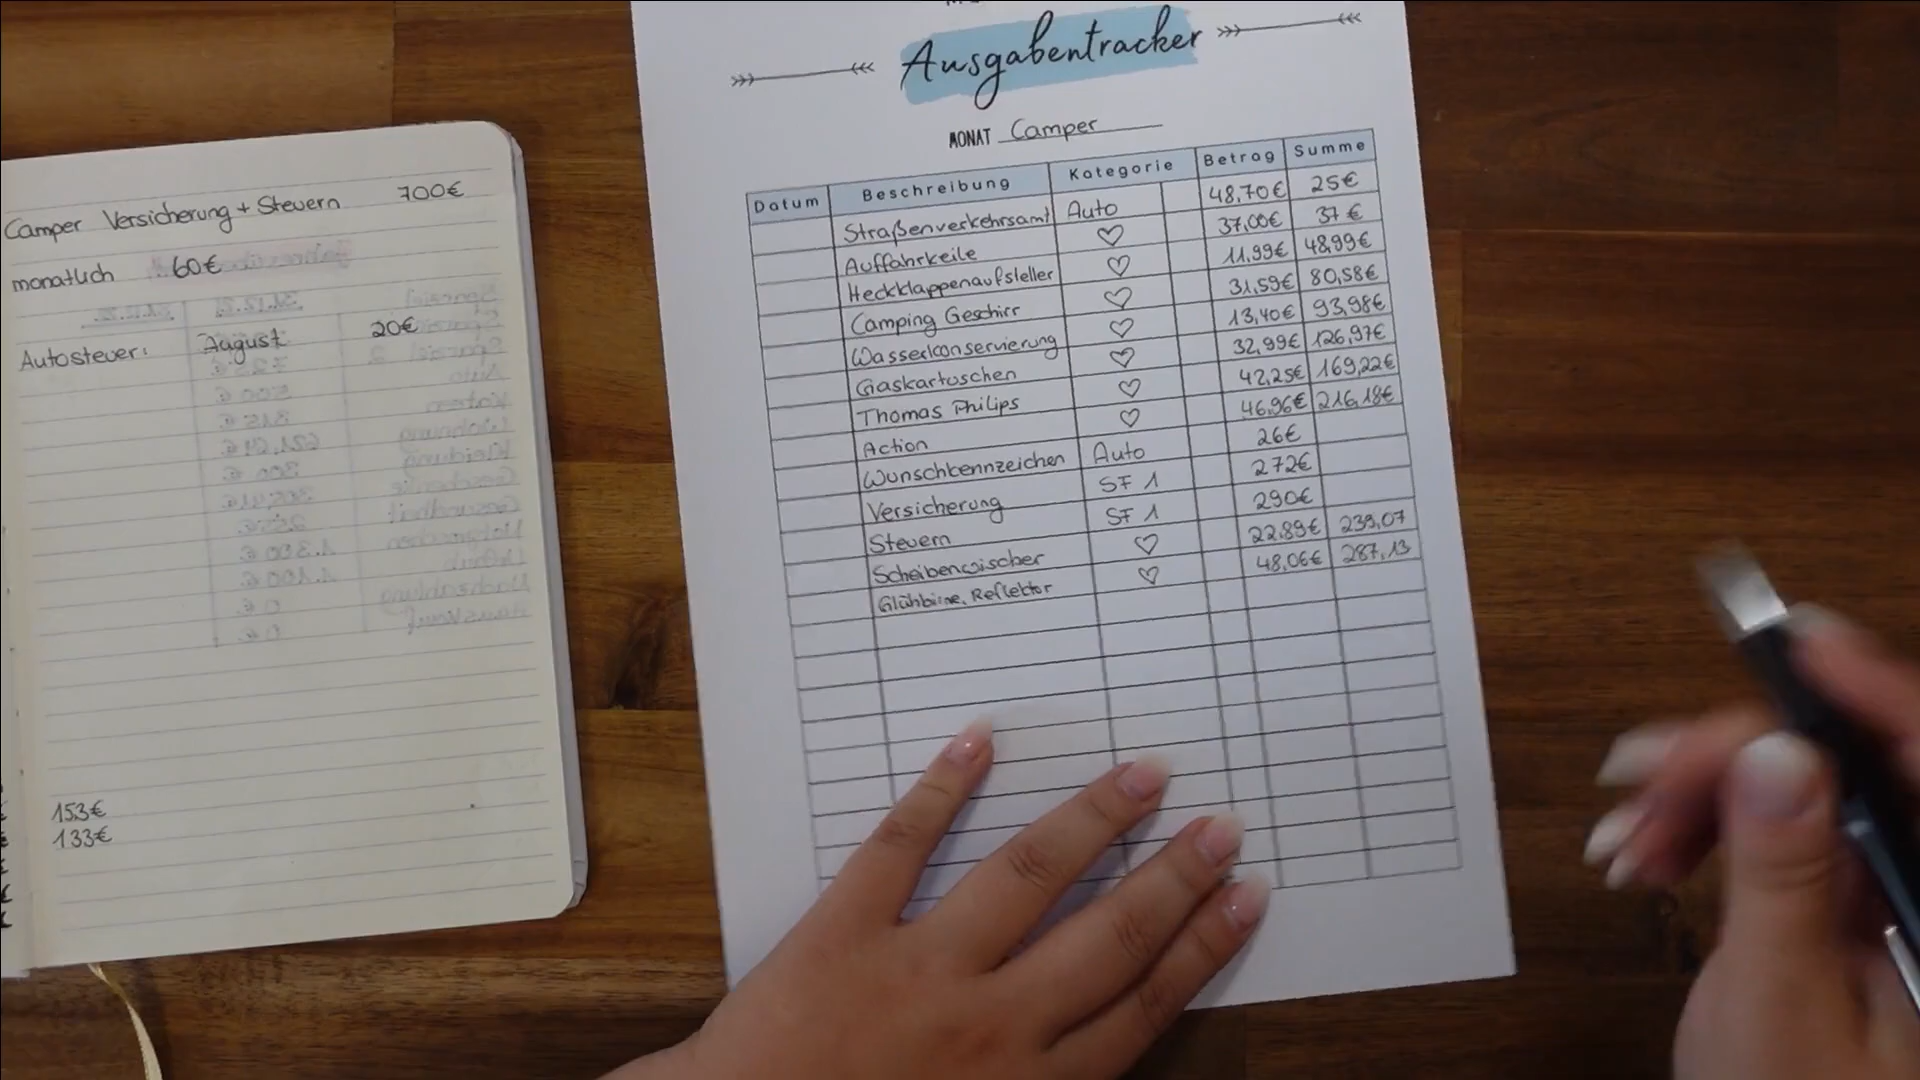 Camper Versicherung + Steuern 700€
monatlich 60€
Autosteuer: August 20€
153€
133€
Ausgabentracker
MONAT Camper
Datum Beschreibung Kategorie Betrag Summe
Straßenverkehrsamt Auto 48,70€ 25€
Auffahrkeile ♡ 37,00€ 37€
Heckklappenaufsteller ♡ 11,99€ 48,99€
Camping Geschirr ♡ 31,59€ 80,58€
Wasserkonservierung ♡ 13,40€ 93,98€
Gaskartuschen ♡ 32,99€ 126,97€
Thomas Philips ♡ 42,25€ 169,22€
Action ♡ 46,96€ 216,18€
Wunschkennzeichen Auto 26€
Versicherung SF 1 272€
Steuern SF 1 290€
Scheibenwischer ♡ 22.89€ 239,07
Glühbirne, Reflektor ♡ 48,06€ 287,13